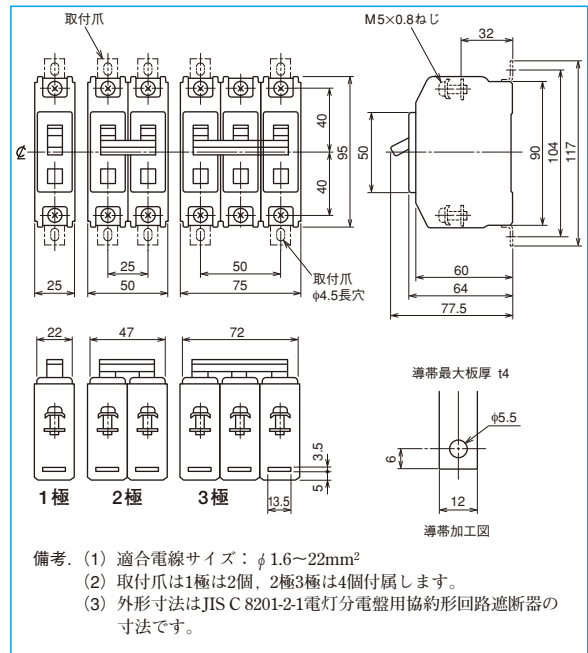 取付爪
M5×0.8ねじ
32
℄
40
40
95
50
90
104
117
25
50
取付爪
φ4.5長穴
25
50
75
60
64
77.5
22
47
72
導帯最大板厚 t4
φ5.5
3.5
5
6
13.5
12
1極
2極
3極
導帯加工図
備考. (1) 適合電線サイズ：φ1.6〜22mm²
(2) 取付爪は1極は2個，2極3極は4個付属します。
(3) 外形寸法はJIS C 8201-2-1電灯分電盤用協約形回路遮断器の
寸法です。